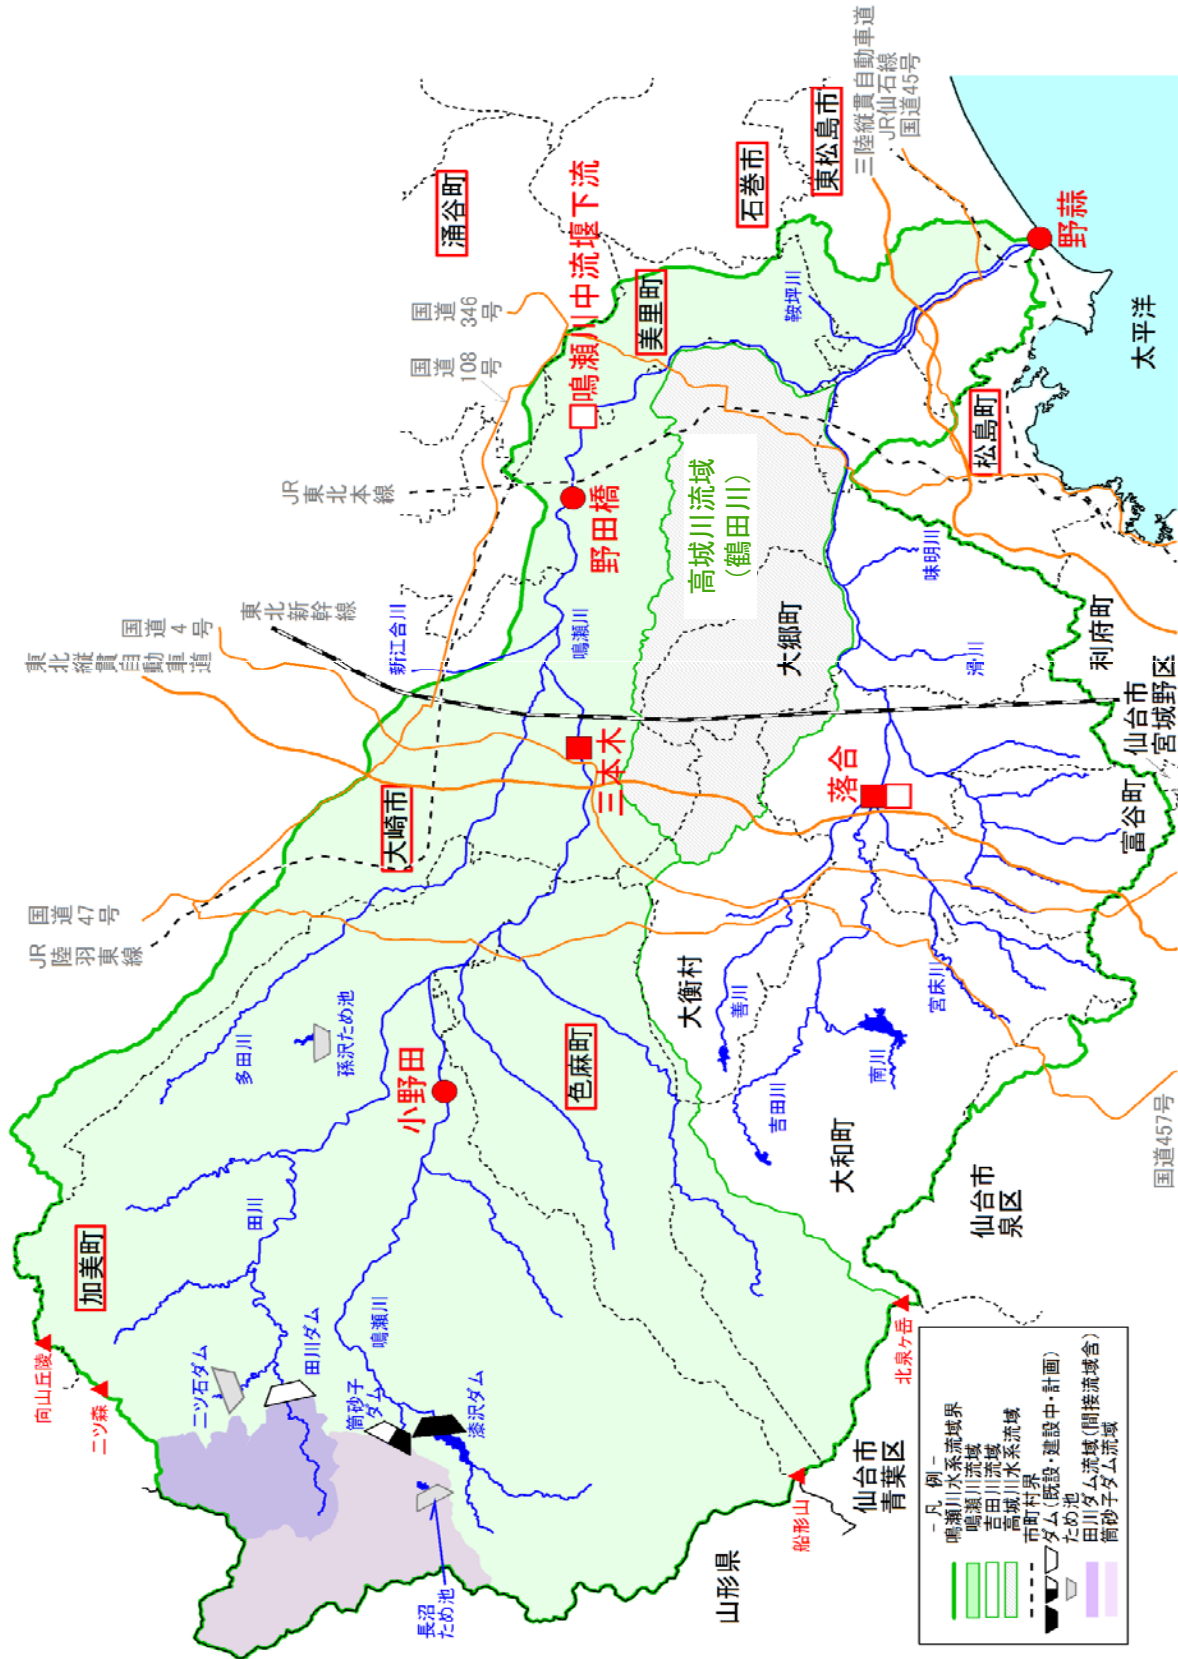 三陸縦貫自動車道
JR仙石線
国道45号
東松島市
石巻市
涌谷町
野蒜
太平洋
鞍坪川
美里町
鳴瀬川中流堰下流
国道
346
号
国道
108
号
松島町
JR
東北本線
野田橋
高城川流域
（鶴田川）
味明川
利府町
大郷町
滑川
鳴瀬川
新江合川
東北新幹線
国道
4号
東北縦貫自動車道
仙台市
宮城野区
富谷町
落合
三本木
大崎市
国道
47号
JR
陸羽東線
大衡村
善川
宮床川
南川
吉田川
大和町
色麻町
小野田
孫沢ため池
多田川
国道457号
仙台市
泉区
田川
加美町
鳴瀬川
田川ダム
二ツ石ダム
筒砂子
ダム
漆沢ダム
向山丘陵
二ツ森
北泉ヶ岳
船形山
仙台市
青葉区
山形県
長沼
ため池
- 凡 例 -
鳴瀬川水系流域界
鳴瀬川流域
吉田川流域
高城川水系流域
市町村界
ダム（既設・建設中・計画）
ため池
田川ダム流域（間接流域含）
筒砂子ダム流域